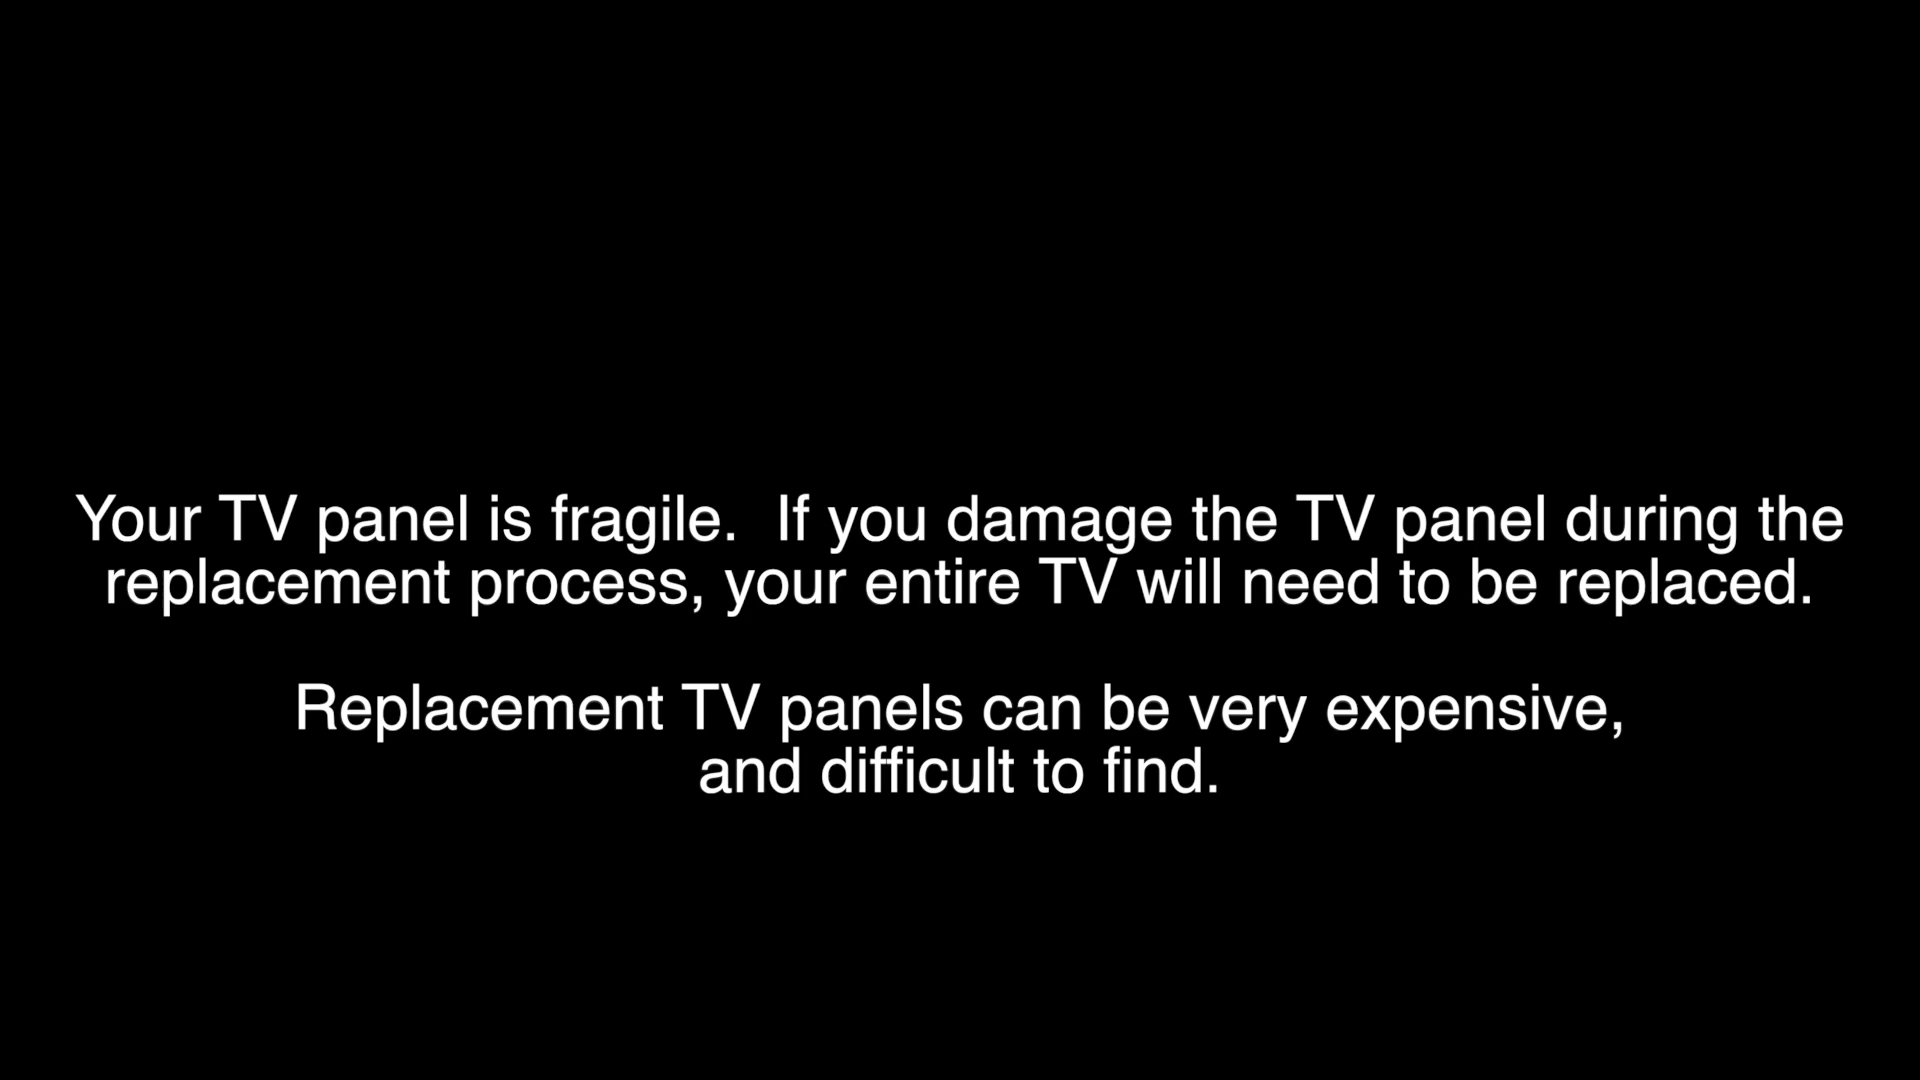 Your TV panel is fragile.  If you damage the TV panel during the
replacement process, your entire TV will need to be replaced.
Replacement TV panels can be very expensive,
and difficult to find.